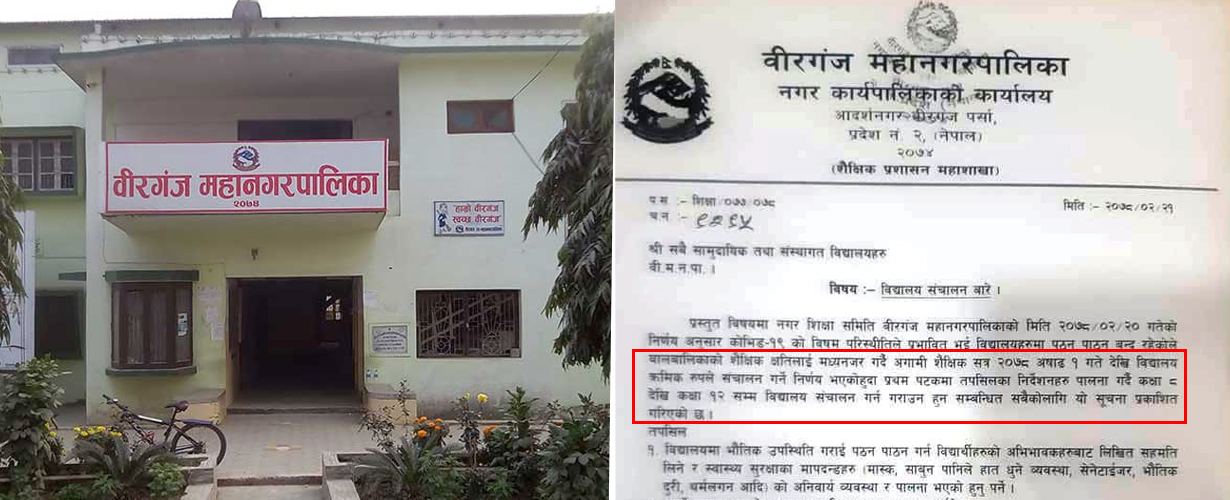 वीरगंज महानगरपालिका
२०७४
"हाम्रो वीरगंज
स्वच्छ वीरगंज"
वीरगंज महानगरपालिका
नगर कार्यपालिकाको कार्यालय
आदर्शनगर वीरगंज पर्सा,
प्रदेश नं. २, (नेपाल)
२०७४
(शैक्षिक प्रशासन महाशाखा)
प स :- शिक्षा/०७७/०७८
मिति :- २०७८/०२/२१
च न :-
श्री सबै सामुदायिक तथा संस्थागत विद्यालयहरु
वी.म.न.पा. ।
विषय :- विद्यालय संचालन बारे ।
प्रस्तुत विषयमा नगर शिक्षा समिति वीरगंज महानगरपालिकाको मिति २०७८/०२/२० गतेको
निर्णय अनुसार कोभिड-१९ को विषम परिस्थितिले प्रभावित भई विद्यालयहरुमा पठन पाठन बन्द रहेकोले
बालबालिकाको शैक्षिक क्षतिलाई माध्यनजर गर्दै अगामी शैक्षिक सत्र २०७८ अषाढ १ गते देखि विद्यालय
क्रमिक रुपले संचालन गर्ने निर्णय भएकोहुदा प्रथम पटकमा तपसिलका निर्देशनहरु पालना गर्दै कक्षा ८
देखि कक्षा १२ सम्म विद्यालय संचालन गर्न गराउन हुन सम्बन्धित सबैकोलागि यो सूचना प्रकाशित
गरिएको छ ।
तपसिल
१. विद्यालयमा भौतिक उपस्थिति गराई पठन पाठन गर्न विद्यार्थीहरुको अभिभावकहरुबाट लिखित सहमति
लिने र स्वास्थ्य सुरक्षाका मापदण्डहरु (मास्क, साबुन पानिले हात धुने व्यवस्था, सेनेटाईजर, भौतिक
दुरी, थर्मलगन आदि) को अनिवार्य व्यवस्था र पालना भएको हुनु पर्ने ।